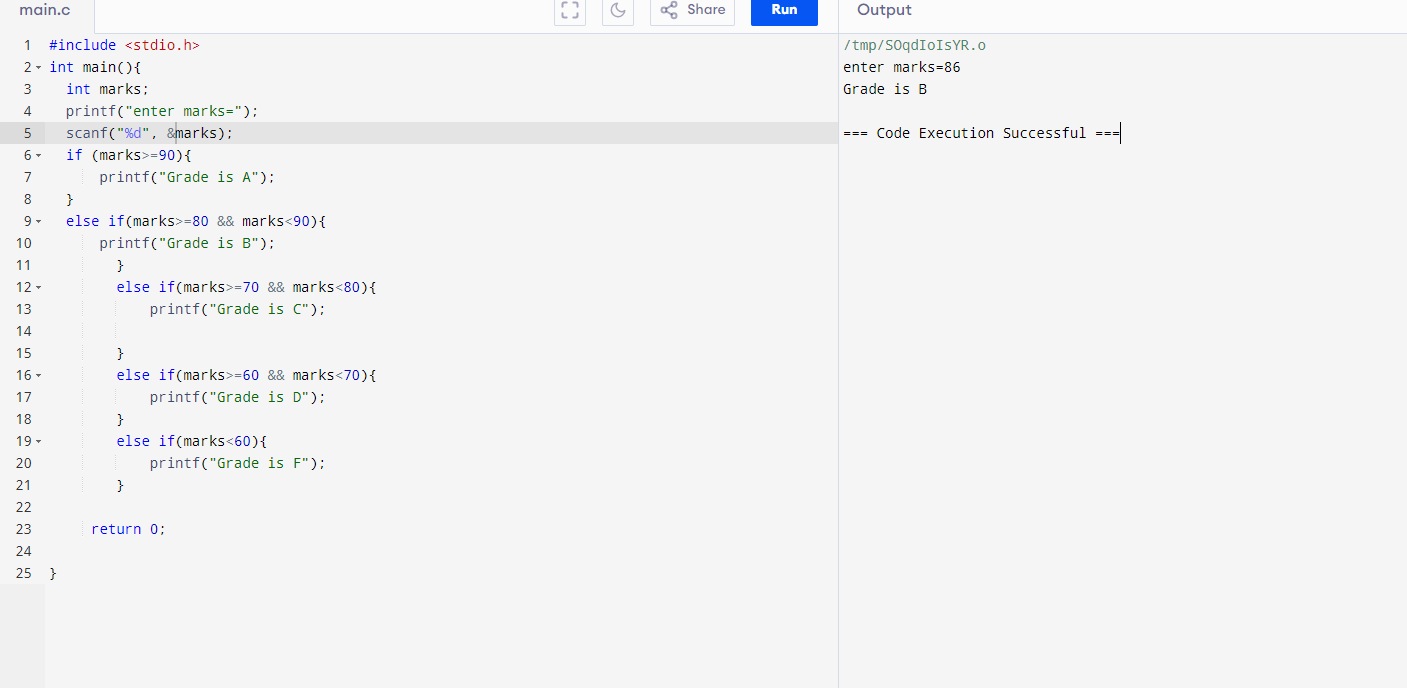 main.c
Share
Run
Output
1 #include <stdio.h>
2 int main(){
3   int marks;
4   printf("enter marks=");
5   scanf("%d", &marks);
6   if (marks>=90){
7       printf("Grade is A");
8   }
9   else if(marks>=80 && marks<90){
10       printf("Grade is B");
11         }
12         else if(marks>=70 && marks<80){
13             printf("Grade is C");
14
15         }
16         else if(marks>=60 && marks<70){
17             printf("Grade is D");
18         }
19         else if(marks<60){
20             printf("Grade is F");
21         }
22
23      return 0;
24
25 }
/tmp/SOqdIoIsYR.o
enter marks=86
Grade is B
=== Code Execution Successful ===